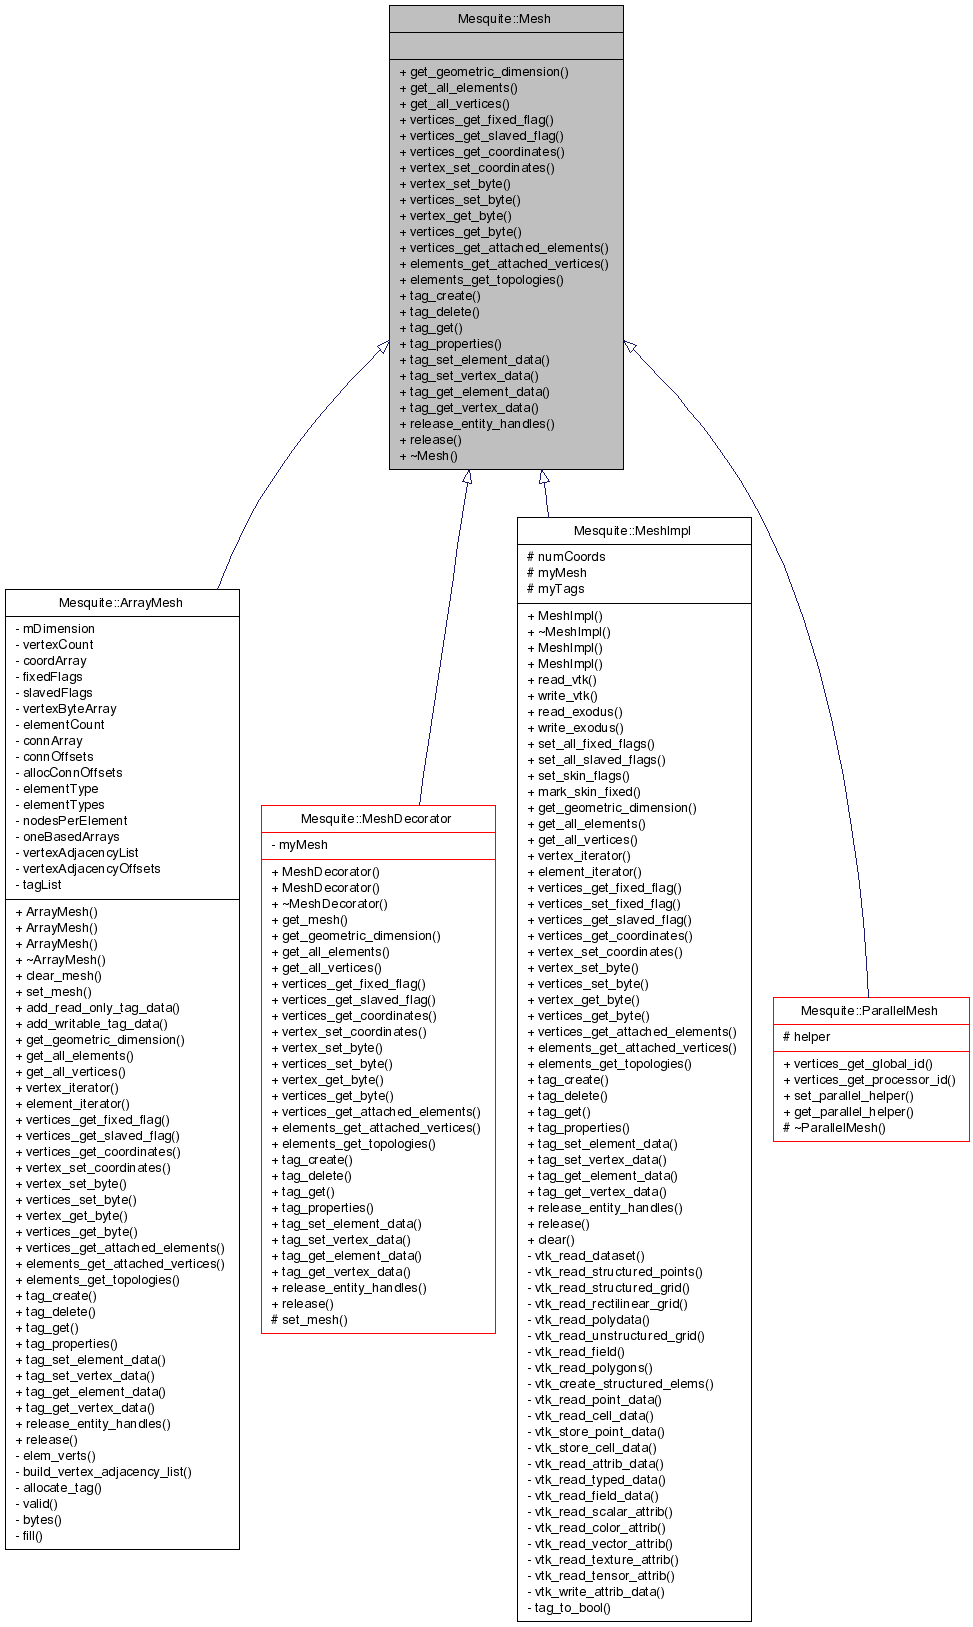 Mesquite::Mesh
+ get_geometric_dimension()
+ get_all_elements()
+ get_all_vertices()
+ vertices_get_fixed_flag()
+ vertices_get_slaved_flag()
+ vertices_get_coordinates()
+ vertex_set_coordinates()
+ vertex_set_byte()
+ vertices_set_byte()
+ vertex_get_byte()
+ vertices_get_byte()
+ vertices_get_attached_elements()
+ elements_get_attached_vertices()
+ elements_get_topologies()
+ tag_create()
+ tag_delete()
+ tag_get()
+ tag_properties()
+ tag_set_element_data()
+ tag_set_vertex_data()
+ tag_get_element_data()
+ tag_get_vertex_data()
+ release_entity_handles()
+ release()
+ ~Mesh()
Mesquite::ArrayMesh
- mDimension
- vertexCount
- coordArray
- fixedFlags
- slavedFlags
- vertexByteArray
- elementCount
- connArray
- connOffsets
- allocConnOffsets
- elementType
- elementTypes
- nodesPerElement
- oneBasedArrays
- vertexAdjacencyList
- vertexAdjacencyOffsets
- tagList
+ ArrayMesh()
+ ArrayMesh()
+ ArrayMesh()
+ ~ArrayMesh()
+ clear_mesh()
+ set_mesh()
+ add_read_only_tag_data()
+ add_writable_tag_data()
+ get_geometric_dimension()
+ get_all_elements()
+ get_all_vertices()
+ vertex_iterator()
+ element_iterator()
+ vertices_get_fixed_flag()
+ vertices_get_slaved_flag()
+ vertices_get_coordinates()
+ vertex_set_coordinates()
+ vertex_set_byte()
+ vertices_set_byte()
+ vertex_get_byte()
+ vertices_get_byte()
+ vertices_get_attached_elements()
+ elements_get_attached_vertices()
+ elements_get_topologies()
+ tag_create()
+ tag_delete()
+ tag_get()
+ tag_properties()
+ tag_set_element_data()
+ tag_set_vertex_data()
+ tag_get_element_data()
+ tag_get_vertex_data()
+ release_entity_handles()
+ release()
- elem_verts()
- build_vertex_adjacency_list()
- allocate_tag()
- valid()
- bytes()
- fill()
Mesquite::MeshDecorator
- myMesh
+ MeshDecorator()
+ MeshDecorator()
+ ~MeshDecorator()
+ get_mesh()
+ get_geometric_dimension()
+ get_all_elements()
+ get_all_vertices()
+ vertices_get_fixed_flag()
+ vertices_get_slaved_flag()
+ vertices_get_coordinates()
+ vertex_set_coordinates()
+ vertex_set_byte()
+ vertices_set_byte()
+ vertex_get_byte()
+ vertices_get_byte()
+ vertices_get_attached_elements()
+ elements_get_attached_vertices()
+ elements_get_topologies()
+ tag_create()
+ tag_delete()
+ tag_get()
+ tag_properties()
+ tag_set_element_data()
+ tag_set_vertex_data()
+ tag_get_element_data()
+ tag_get_vertex_data()
+ release_entity_handles()
+ release()
# set_mesh()
Mesquite::MeshImpl
# numCoords
# myMesh
# myTags
+ MeshImpl()
+ ~MeshImpl()
+ MeshImpl()
+ MeshImpl()
+ read_vtk()
+ write_vtk()
+ read_exodus()
+ write_exodus()
+ set_all_fixed_flags()
+ set_all_slaved_flags()
+ set_skin_flags()
+ mark_skin_fixed()
+ get_geometric_dimension()
+ get_all_elements()
+ get_all_vertices()
+ vertex_iterator()
+ element_iterator()
+ vertices_get_fixed_flag()
+ vertices_set_fixed_flag()
+ vertices_get_slaved_flag()
+ vertices_get_coordinates()
+ vertex_set_coordinates()
+ vertex_set_byte()
+ vertices_set_byte()
+ vertex_get_byte()
+ vertices_get_byte()
+ vertices_get_attached_elements()
+ elements_get_attached_vertices()
+ elements_get_topologies()
+ tag_create()
+ tag_delete()
+ tag_get()
+ tag_properties()
+ tag_set_element_data()
+ tag_set_vertex_data()
+ tag_get_element_data()
+ tag_get_vertex_data()
+ release_entity_handles()
+ release()
+ clear()
- vtk_read_dataset()
- vtk_read_structured_points()
- vtk_read_structured_grid()
- vtk_read_rectilinear_grid()
- vtk_read_polydata()
- vtk_read_unstructured_grid()
- vtk_read_field()
- vtk_read_polygons()
- vtk_create_structured_elems()
- vtk_read_point_data()
- vtk_read_cell_data()
- vtk_store_point_data()
- vtk_store_cell_data()
- vtk_read_attrib_data()
- vtk_read_typed_data()
- vtk_read_field_data()
- vtk_read_scalar_attrib()
- vtk_read_color_attrib()
- vtk_read_vector_attrib()
- vtk_read_texture_attrib()
- vtk_read_tensor_attrib()
- vtk_write_attrib_data()
- tag_to_bool()
Mesquite::ParallelMesh
# helper
+ vertices_get_global_id()
+ vertices_get_processor_id()
+ set_parallel_helper()
+ get_parallel_helper()
# ~ParallelMesh()